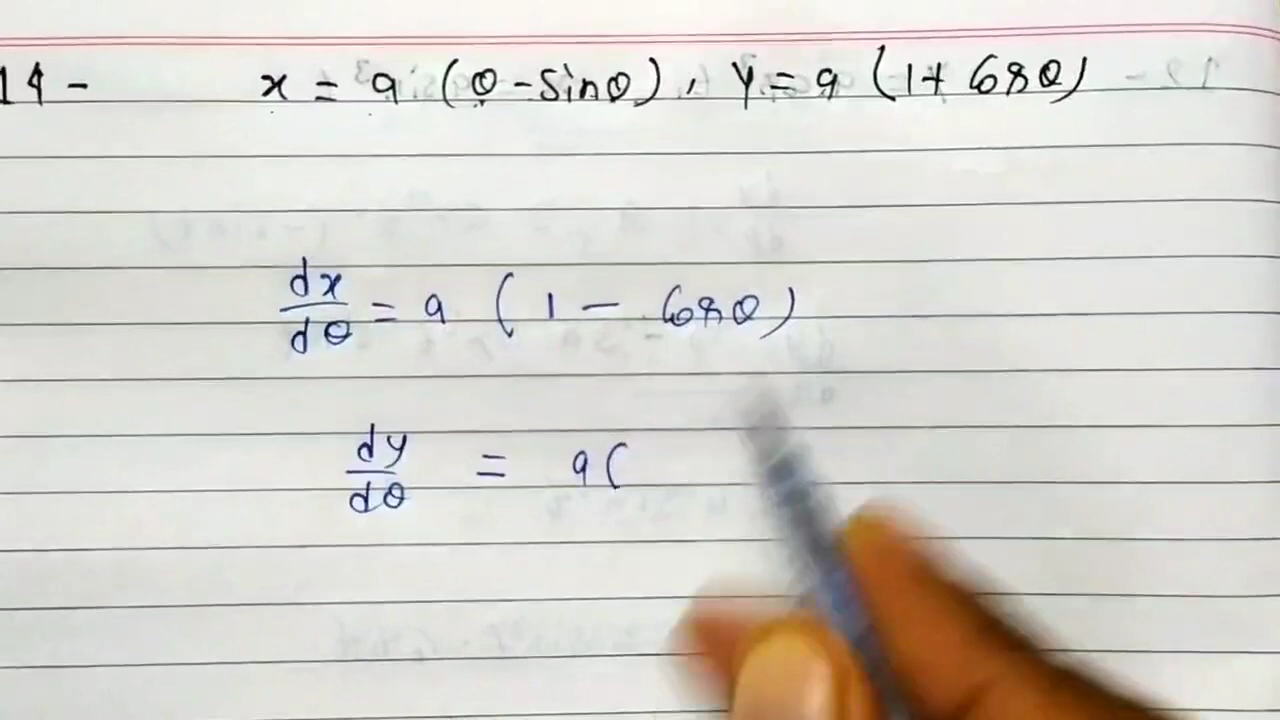 14 - x = a (θ - Sinθ), y = a (1 + Cosθ)
dx/dθ = a (1 - Cosθ)
dy/dθ = a (